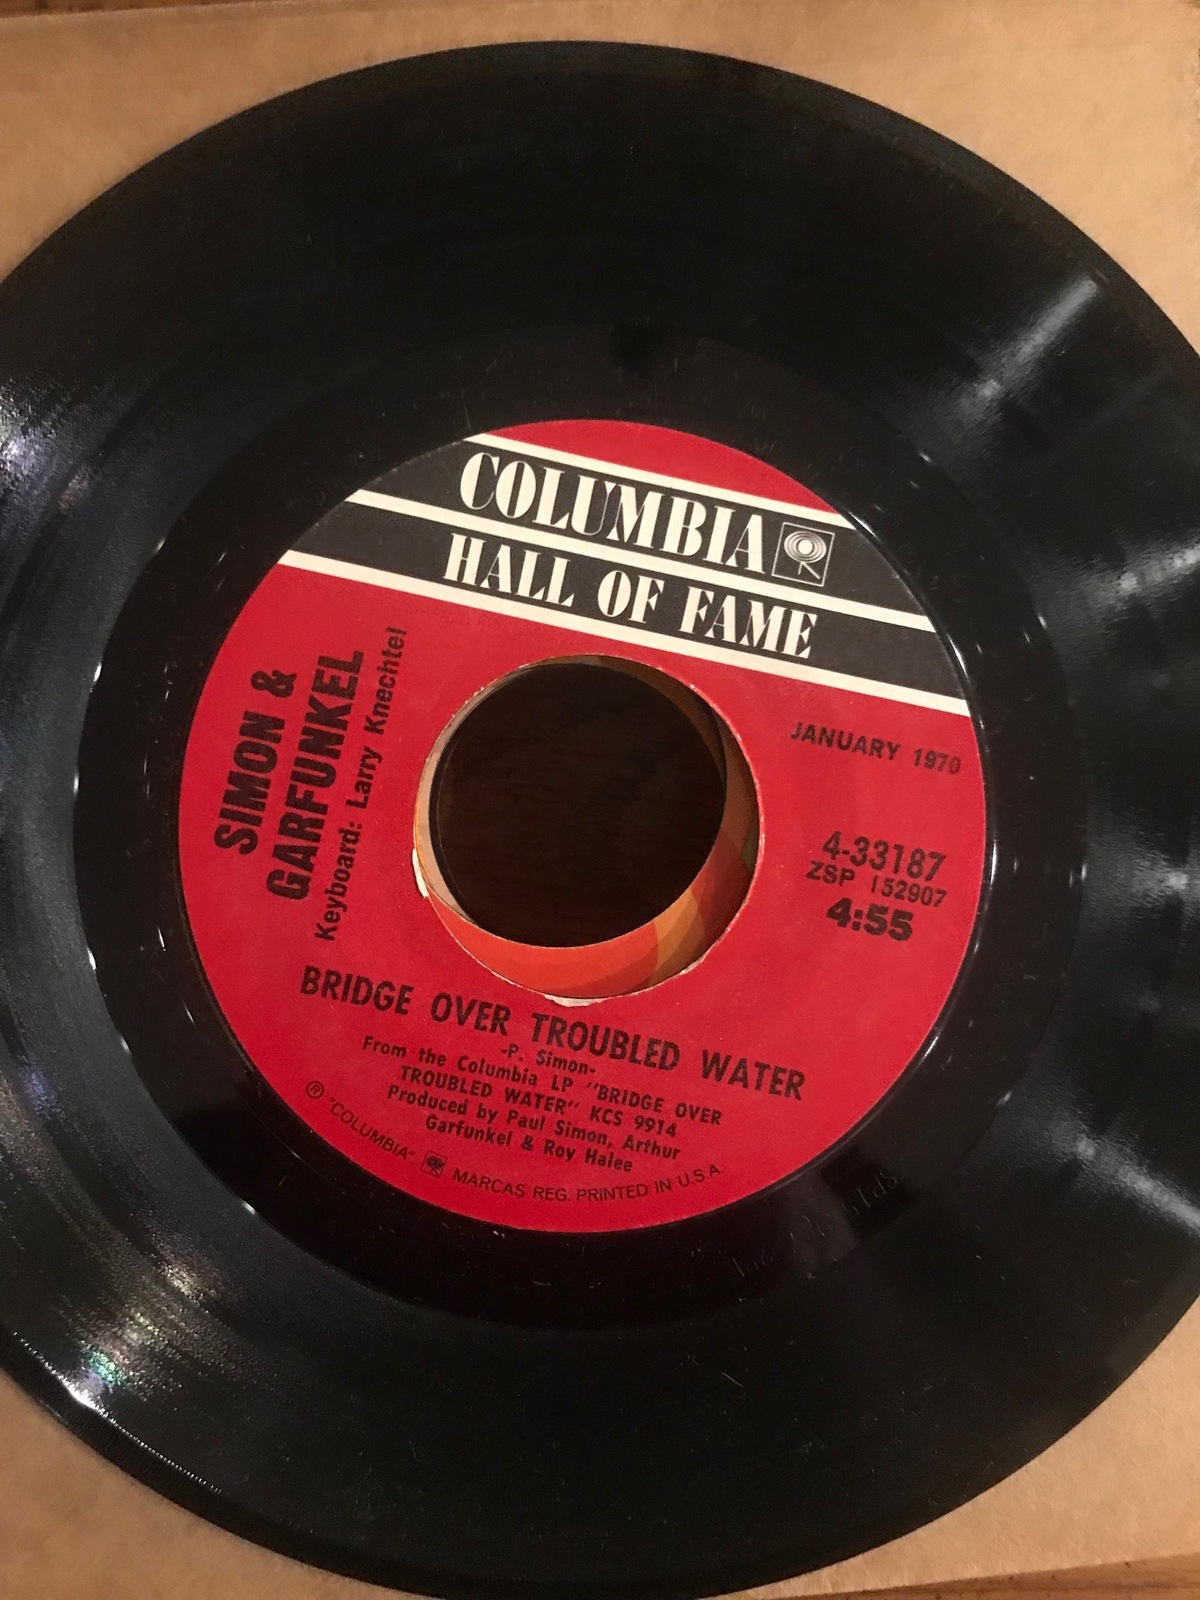 COLUMBIA
HALL OF FAME
SIMON &
GARFUNKEL
Keyboard: Larry Knechtel
JANUARY 1970
4-33187
ZSP 152907
4:55
BRIDGE OVER TROUBLED WATER
-P. Simon-
From the Columbia LP "BRIDGE OVER
TROUBLED WATER" KCS 9914
Produced by Paul Simon, Arthur
Garfunkel & Roy Halee
® "COLUMBIA", MARCAS REG. PRINTED IN U.S.A.